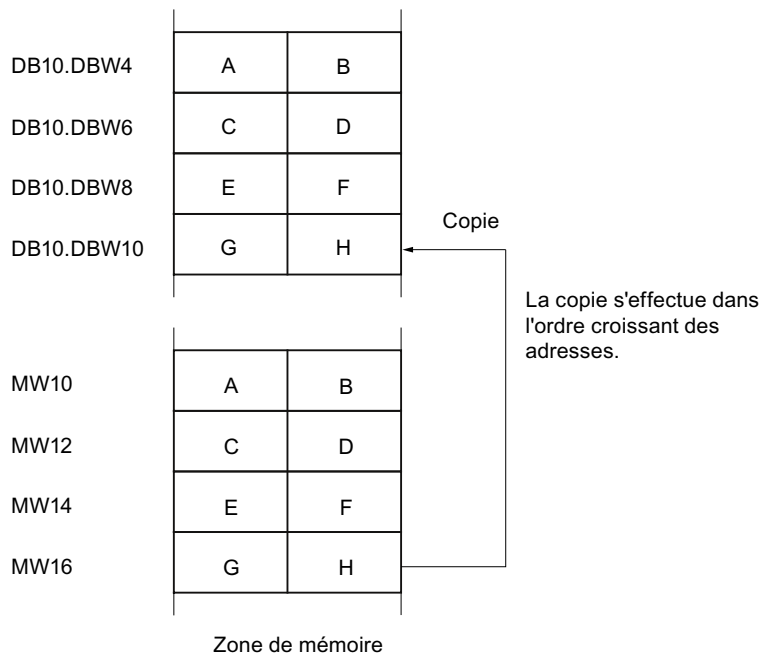 DB10.DBW4 A B
DB10.DBW6 C D
DB10.DBW8 E F
DB10.DBW10 G H
Copie
La copie s'effectue dans
l'ordre croissant des
adresses.
MW10 A B
MW12 C D
MW14 E F
MW16 G H
Zone de mémoire